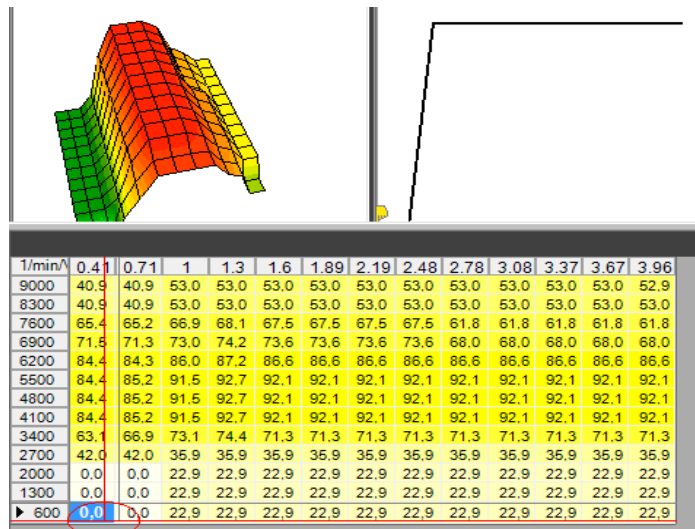 1/min/V 0.41 0.71 1 1.3 1.6 1.89 2.19 2.48 2.78 3.08 3.37 3.67 3.96
9000 40,9 40,9 53,0 53,0 53,0 53,0 53,0 53,0 53,0 53,0 53,0 53,0 52,9
8300 40,9 40,9 53,0 53,0 53,0 53,0 53,0 53,0 53,0 53,0 53,0 53,0 53,0
7600 65,4 65,2 66,9 68,1 67,5 67,5 67,5 67,5 61,8 61,8 61,8 61,8 61,8
6900 71,5 71,3 73,0 74,2 73,6 73,6 73,6 73,6 68,0 68,0 68,0 68,0 68,0
6200 84,4 84,3 86,0 87,2 86,6 86,6 86,6 86,6 86,6 86,6 86,6 86,6 86,6
5500 84,4 85,2 91,5 92,7 92,1 92,1 92,1 92,1 92,1 92,1 92,1 92,1 92,1
4800 84,4 85,2 91,5 92,7 92,1 92,1 92,1 92,1 92,1 92,1 92,1 92,1 92,1
4100 84,4 85,2 91,5 92,7 92,1 92,1 92,1 92,1 92,1 92,1 92,1 92,1 92,1
3400 63,1 66,9 73,1 74,4 71,3 71,3 71,3 71,3 71,3 71,3 71,3 71,3 71,3
2700 42,0 42,0 35,9 35,9 35,9 35,9 35,9 35,9 35,9 35,9 35,9 35,9 35,9
2000 0,0 0,0 22,9 22,9 22,9 22,9 22,9 22,9 22,9 22,9 22,9 22,9 22,9
1300 0,0 0,0 22,9 22,9 22,9 22,9 22,9 22,9 22,9 22,9 22,9 22,9 22,9
600 0,0 0,0 22,9 22,9 22,9 22,9 22,9 22,9 22,9 22,9 22,9 22,9 22,9